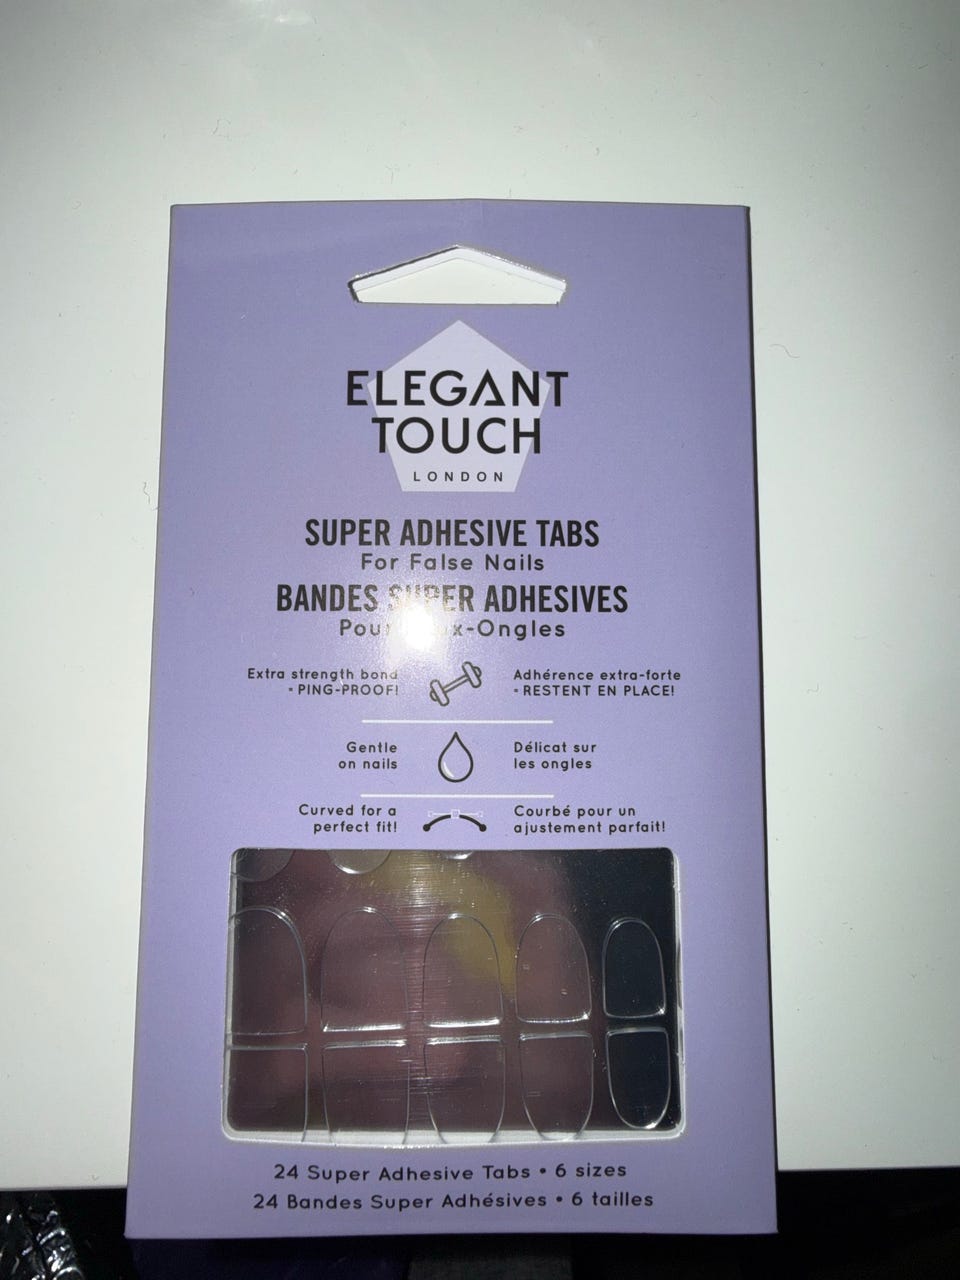 ELEGANT
TOUCH
LONDON
SUPER ADHESIVE TABS
For False Nails
BANDES SUPER ADHESIVES
Pour -Ongles
Extra strength bond
= PING-PROOF!
Adhérence extra-forte
= RESTENT EN PLACE!
Gentle
on nails
Délicat sur
les ongles
Curved for a
perfect fit!
Courbé pour un
ajustement parfait!
24 Super Adhesive Tabs • 6 sizes
24 Bandes Super Adhésives • 6 tailles